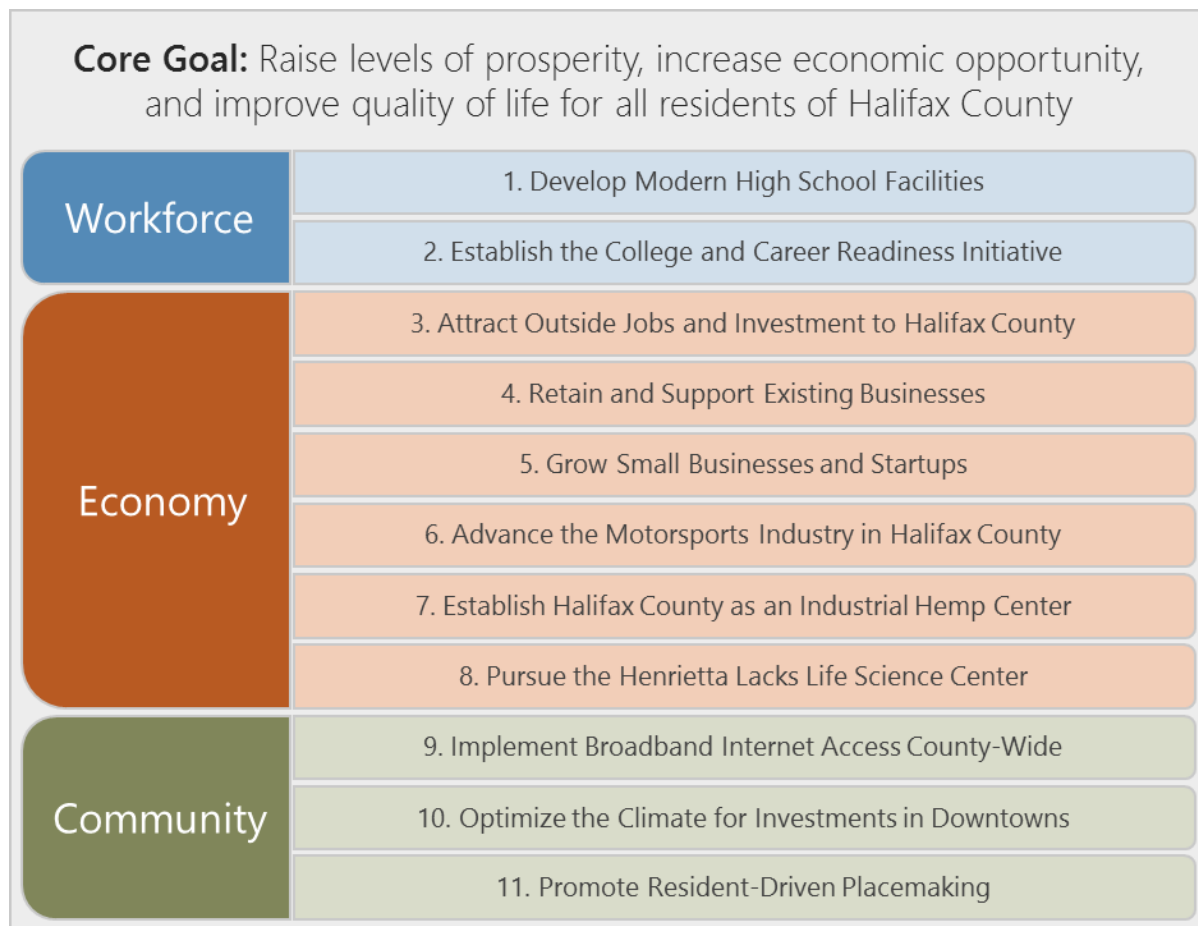 Core Goal: Raise levels of prosperity, increase economic opportunity,
and improve quality of life for all residents of Halifax County
Workforce
1. Develop Modern High School Facilities
2. Establish the College and Career Readiness Initiative
Economy
3. Attract Outside Jobs and Investment to Halifax County
4. Retain and Support Existing Businesses
5. Grow Small Businesses and Startups
6. Advance the Motorsports Industry in Halifax County
7. Establish Halifax County as an Industrial Hemp Center
8. Pursue the Henrietta Lacks Life Science Center
Community
9. Implement Broadband Internet Access County-Wide
10. Optimize the Climate for Investments in Downtowns
11. Promote Resident-Driven Placemaking